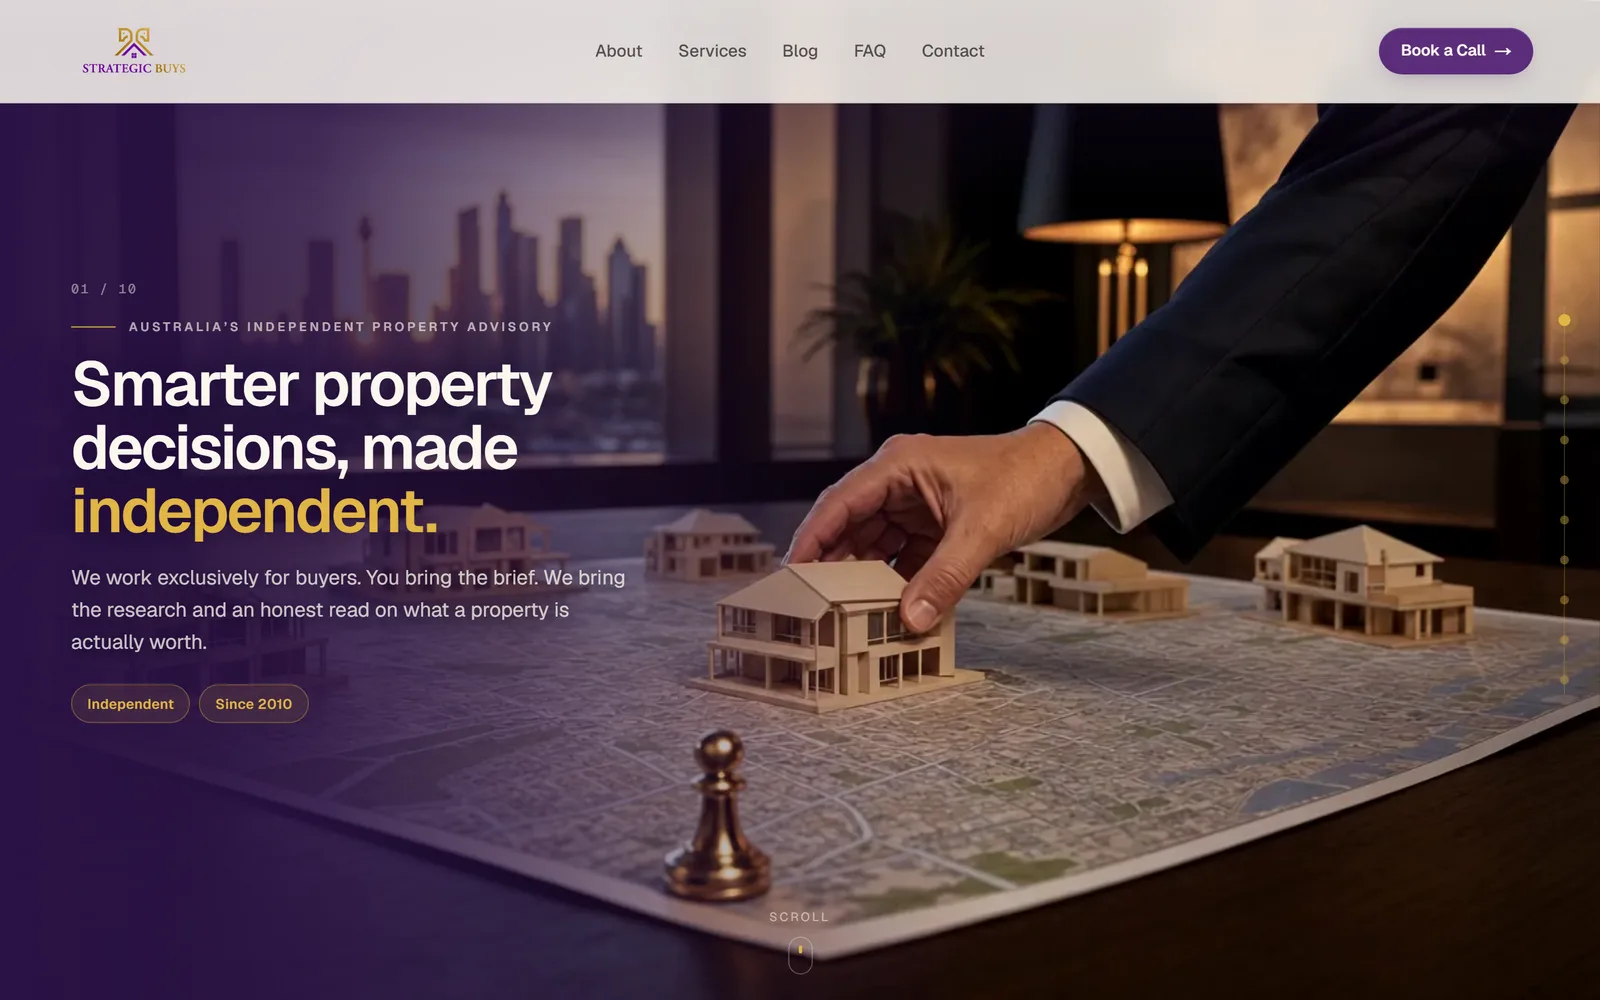 STRATEGIC BUYS
About
Services
Blog
FAQ
Contact
Book a Call →
01 / 10
AUSTRALIA'S INDEPENDENT PROPERTY ADVISORY
Smarter property
decisions, made
independent.
We work exclusively for buyers. You bring the brief. We bring
the research and an honest read on what a property is
actually worth.
Independent
Since 2010
SCROLL